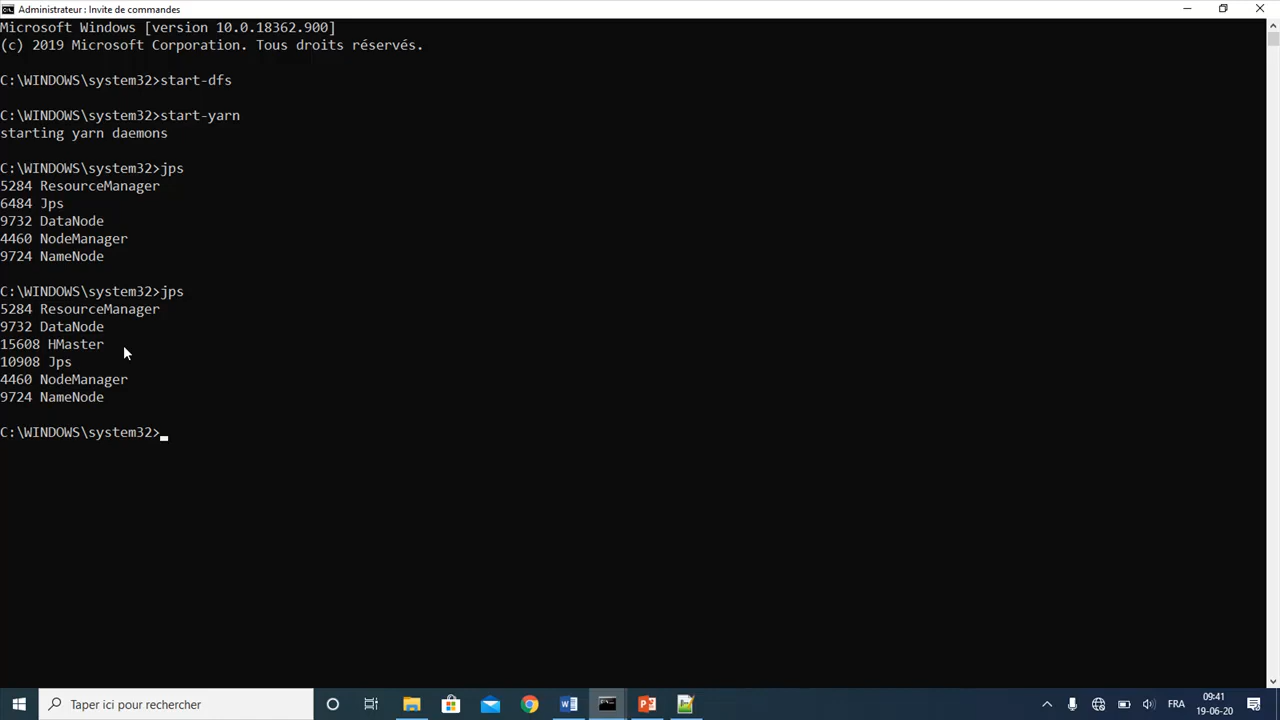 Administrateur : Invite de commandes
Microsoft Windows [version 10.0.18362.900]
(c) 2019 Microsoft Corporation. Tous droits réservés.
C:\WINDOWS\system32>start-dfs
C:\WINDOWS\system32>start-yarn
starting yarn daemons
C:\WINDOWS\system32>jps
5284 ResourceManager
6484 Jps
9732 DataNode
4460 NodeManager
9724 NameNode
C:\WINDOWS\system32>jps
5284 ResourceManager
9732 DataNode
15608 HMaster
10908 Jps
4460 NodeManager
9724 NameNode
C:\WINDOWS\system32>
Taper ici pour rechercher
FRA
09:41
19-06-20